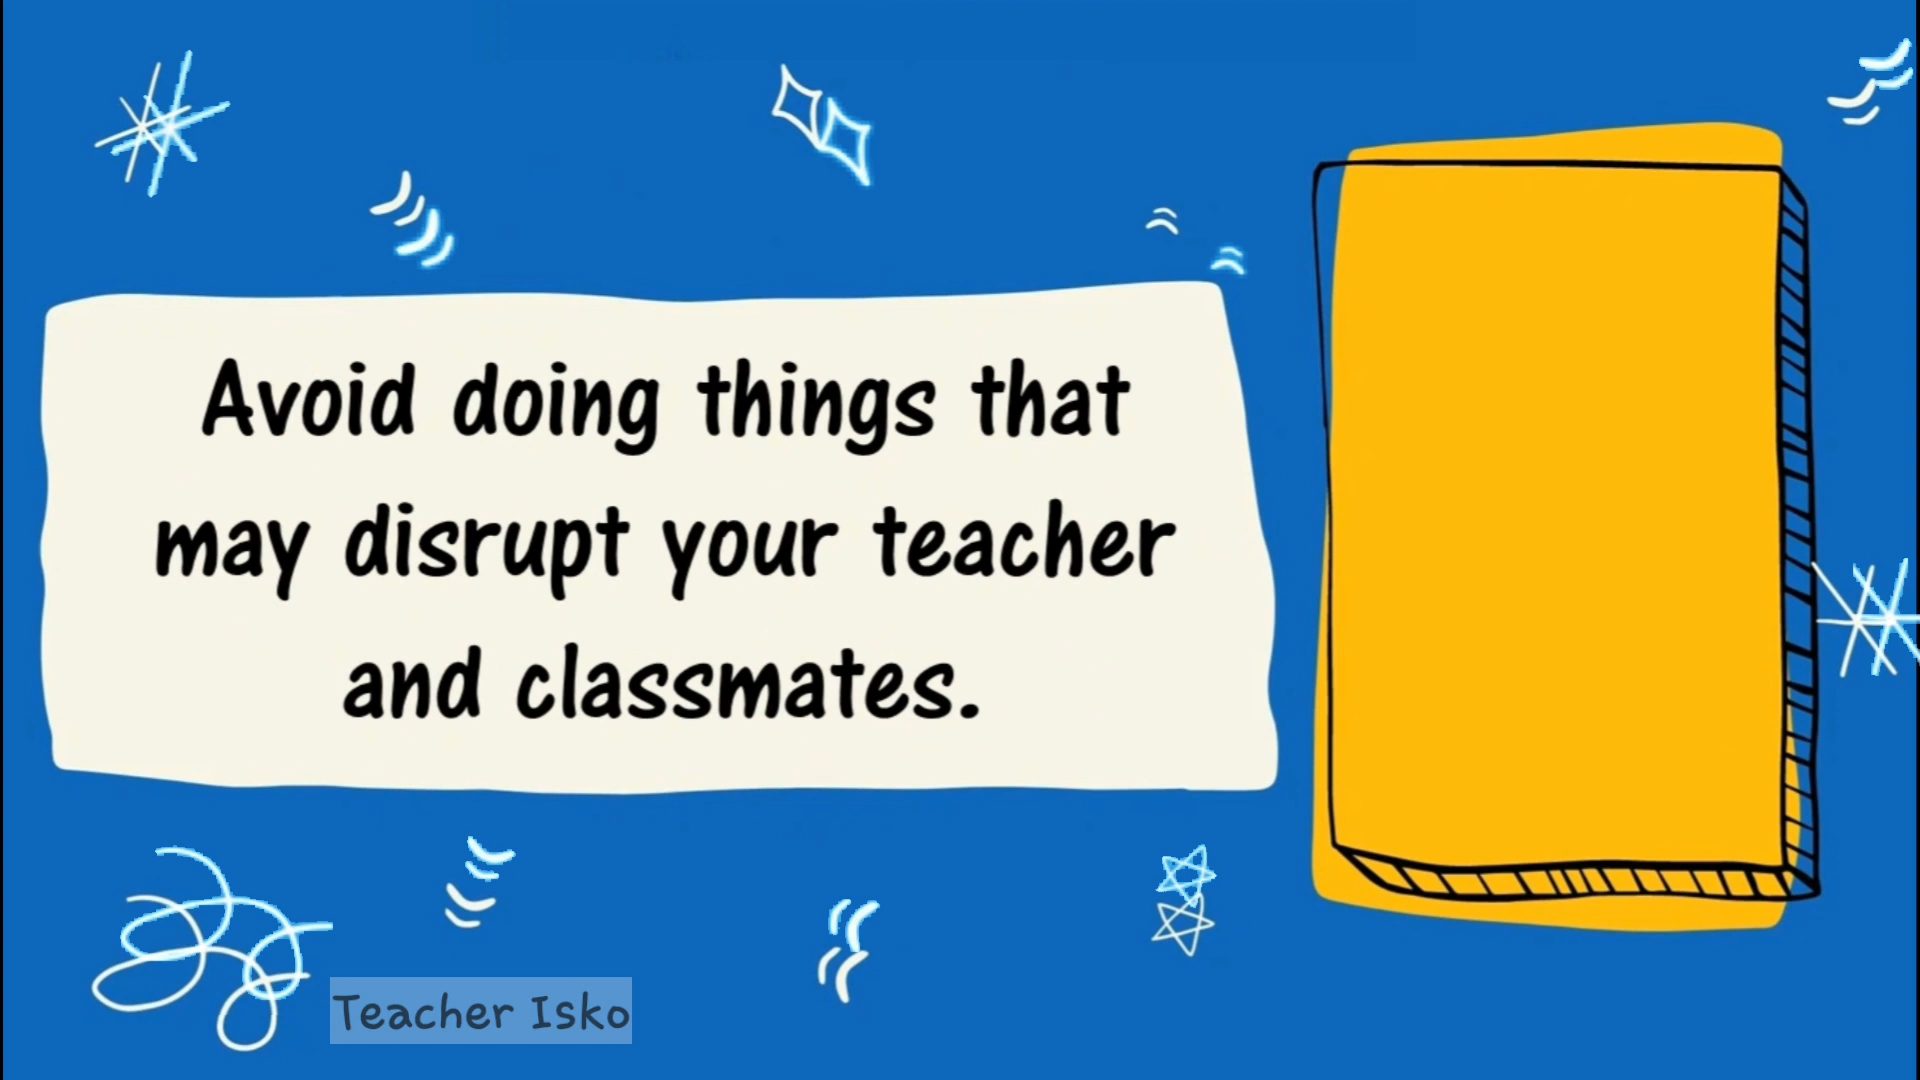 Avoid doing things that
may disrupt your teacher
and classmates.
Teacher Isko